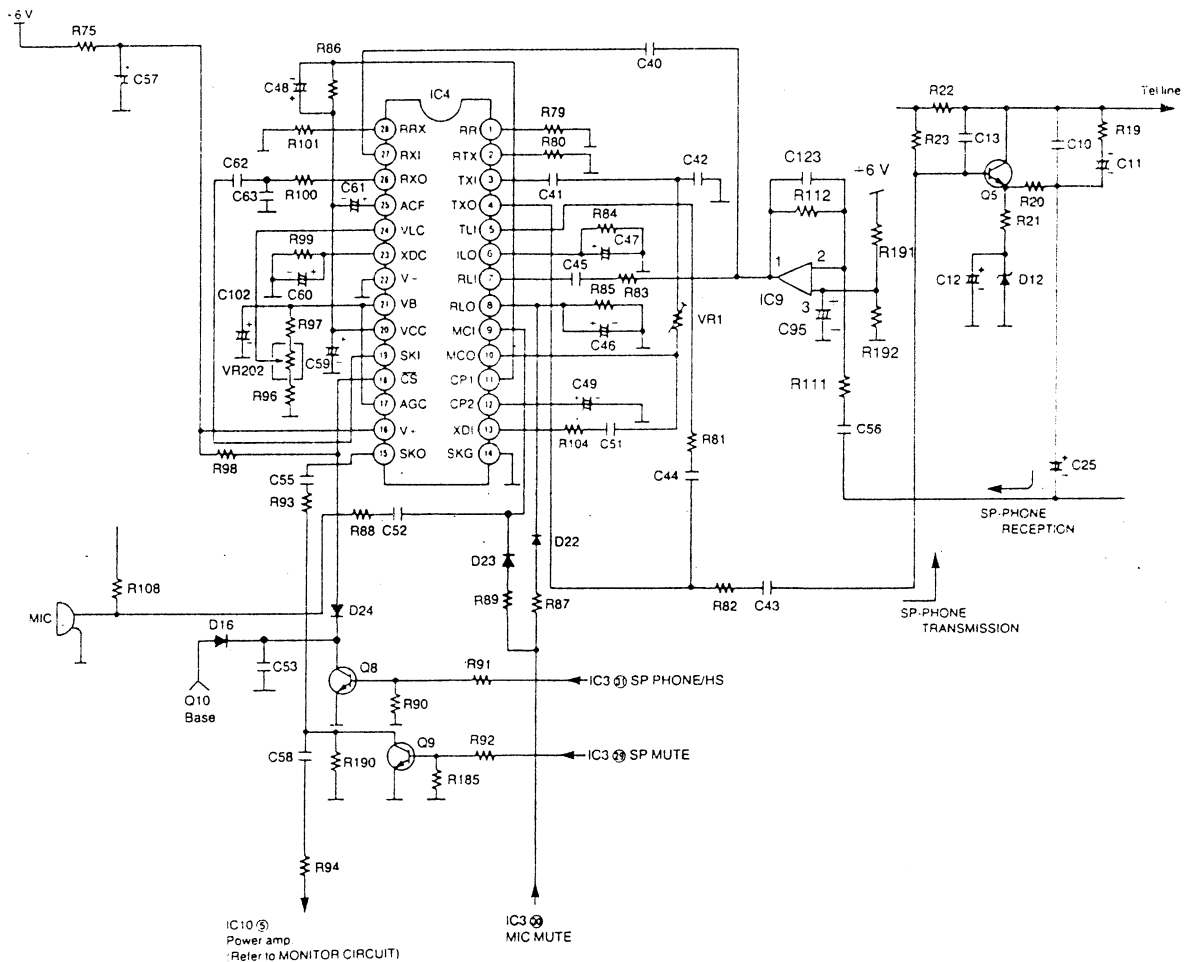 -6 V
R75
C57
R86
C48
C40
IC4
R101
RRX 28
RXI 27
RXO 26
ACF 25
VLC 24
XDC 23
V- 22
VB 21
VCC 20
SKI 19
CS 18
AGC 17
V+ 16
SKO 15
1 RR
2 RTX
3 TXI
4 TXO
5 TLI
6 ILO
7 RLI
8 RLO
9 MCI
10 MCO
11 CP1
12 CP2
13 XDI
14 SKG
R79
R80
C62
C63
R100
C61
C41
C42
R99
C60
C102
R97
VR202
C59
R96
R84
C47
C45
R83
R85
C46
VR1
C49
R104
C51
R81
C44
R98
C55
R93
R88
C52
D23
D22
R89
R87
C123
R112
÷6 V
R191
1
2
3
IC9
C95
R192
R111
C56
R22
Tel line
R23
C13
C10
R19
C11
Q5
R20
R21
C12
D12
C25
SP-PHONE
RECEPTION
R82
C43
SP-PHONE
TRANSMISSION
R108
MIC
D24
D16
C53
Q10
Base
Q8
R91
IC3 31 SP PHONE/HS
R90
C58
R190
Q9
R92
IC3 29 SP MUTE
R185
R94
IC3 30
MIC MUTE
IC10 5
Power amp
(Refer to MONITOR CIRCUIT)